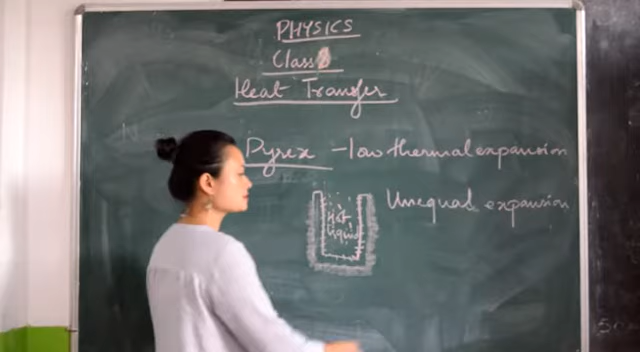 PHYSICS
Class 8
Heat Transfer
Pyrex - low thermal expansion
Unequal expansion
Hot
liquid